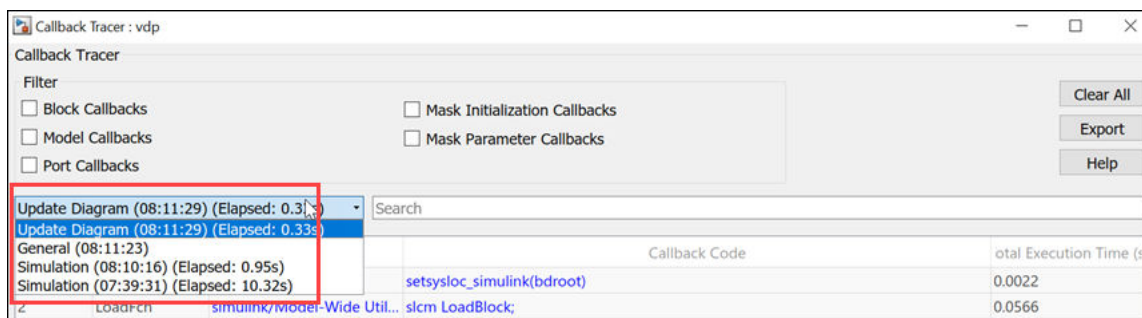 Callback Tracer : vdp
Callback Tracer
Filter
Block Callbacks
Mask Initialization Callbacks
Model Callbacks
Mask Parameter Callbacks
Port Callbacks
Clear All
Export
Help
Update Diagram (08:11:29) (Elapsed: 0.33s) Search
Update Diagram (08:11:29) (Elapsed: 0.33s)
General (08:11:23)
Simulation (08:10:16) (Elapsed: 0.95s)
Simulation (07:39:31) (Elapsed: 10.32s)
Callback Code otal Execution Time (s
setsysloc_simulink(bdroot) 0.0022
2 LoadFcn simulink/Model-Wide Util... slcm LoadBlock; 0.0566